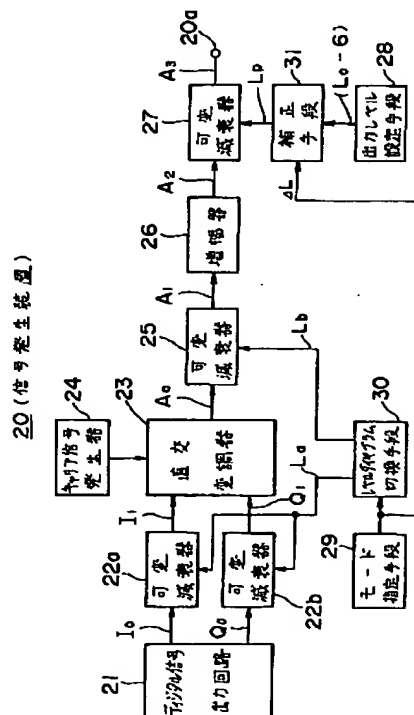 20 (信号発生装置)
21
ディジタル信号
出力回路
I₀
Q₀
22a
可変
減衰器
可変
減衰器
22b
I₁
Q₁
24
キャリア信号
発生器
23
直交
変調器
A₀
La
25
可変
減衰器
Lb
A₁
26
増幅器
A₂
27
可変
減衰器
A₃
20a
LD
31
補正
手段
ΔL
(L₀-6)
28
出力レベル
設定手段
29
モード
指定手段
30
レベルダイヤグラム
切換手段